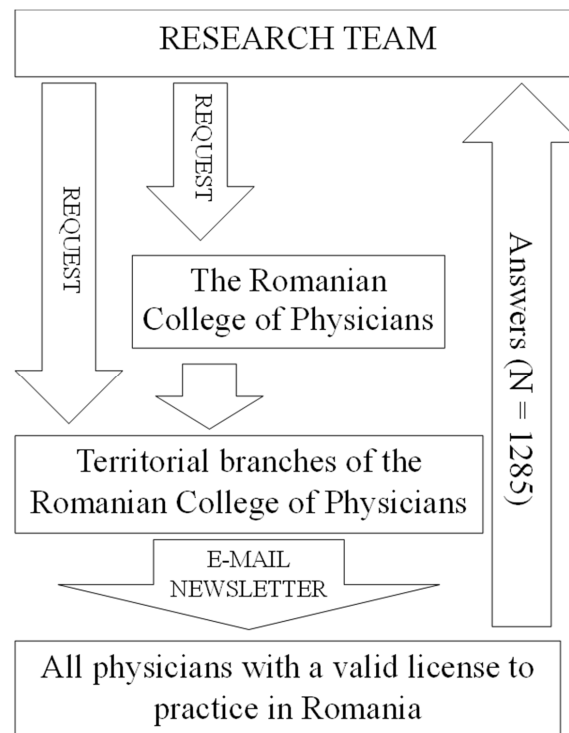 RESEARCH TEAM
REQUEST
REQUEST
The Romanian
College of Physicians
Answers (N = 1285)
Territorial branches of the
Romanian College of Physicians
E-MAIL
NEWSLETTER
All physicians with a valid license to
practice in Romania